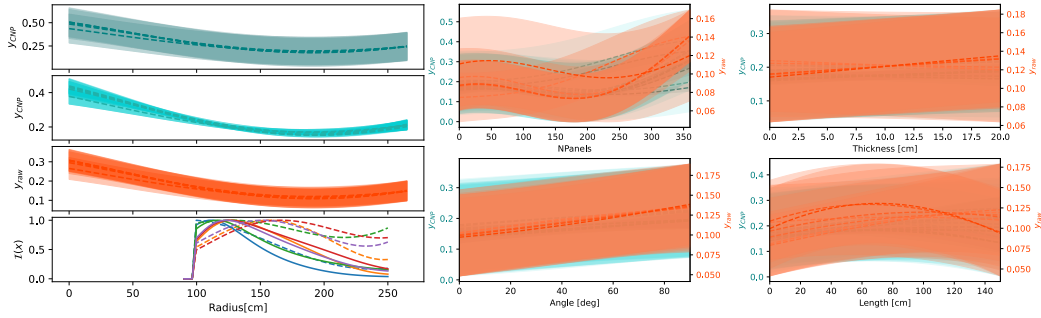 0.50
0.25
y_CNP
0.4
0.2
y_CNP
0.3
0.2
0.1
y_raw
1.0
0.5
0.0
I(x)
0 50 100 150 200 250
Radius[cm]
0.5
0.4
0.3
0.2
0.1
0.0
y_CNP
0.16
0.14
0.12
0.10
0.08
0.06
y_raw
0 50 100 150 200 250 300 350
NPanels
0.3
0.2
0.1
y_CNP
0.18
0.16
0.14
0.12
0.10
0.08
0.06
y_raw
0.0 2.5 5.0 7.5 10.0 12.5 15.0 17.5 20.0
Thickness [cm]
0.3
0.2
0.1
0.0
y_CNP
0.175
0.150
0.125
0.100
0.075
0.050
y_raw
0 20 40 60 80
Angle [deg]
0.4
0.3
0.2
0.1
0.0
y_CNP
0.175
0.150
0.125
0.100
0.075
0.050
y_raw
0 20 40 60 80 100 120 140
Length [cm]